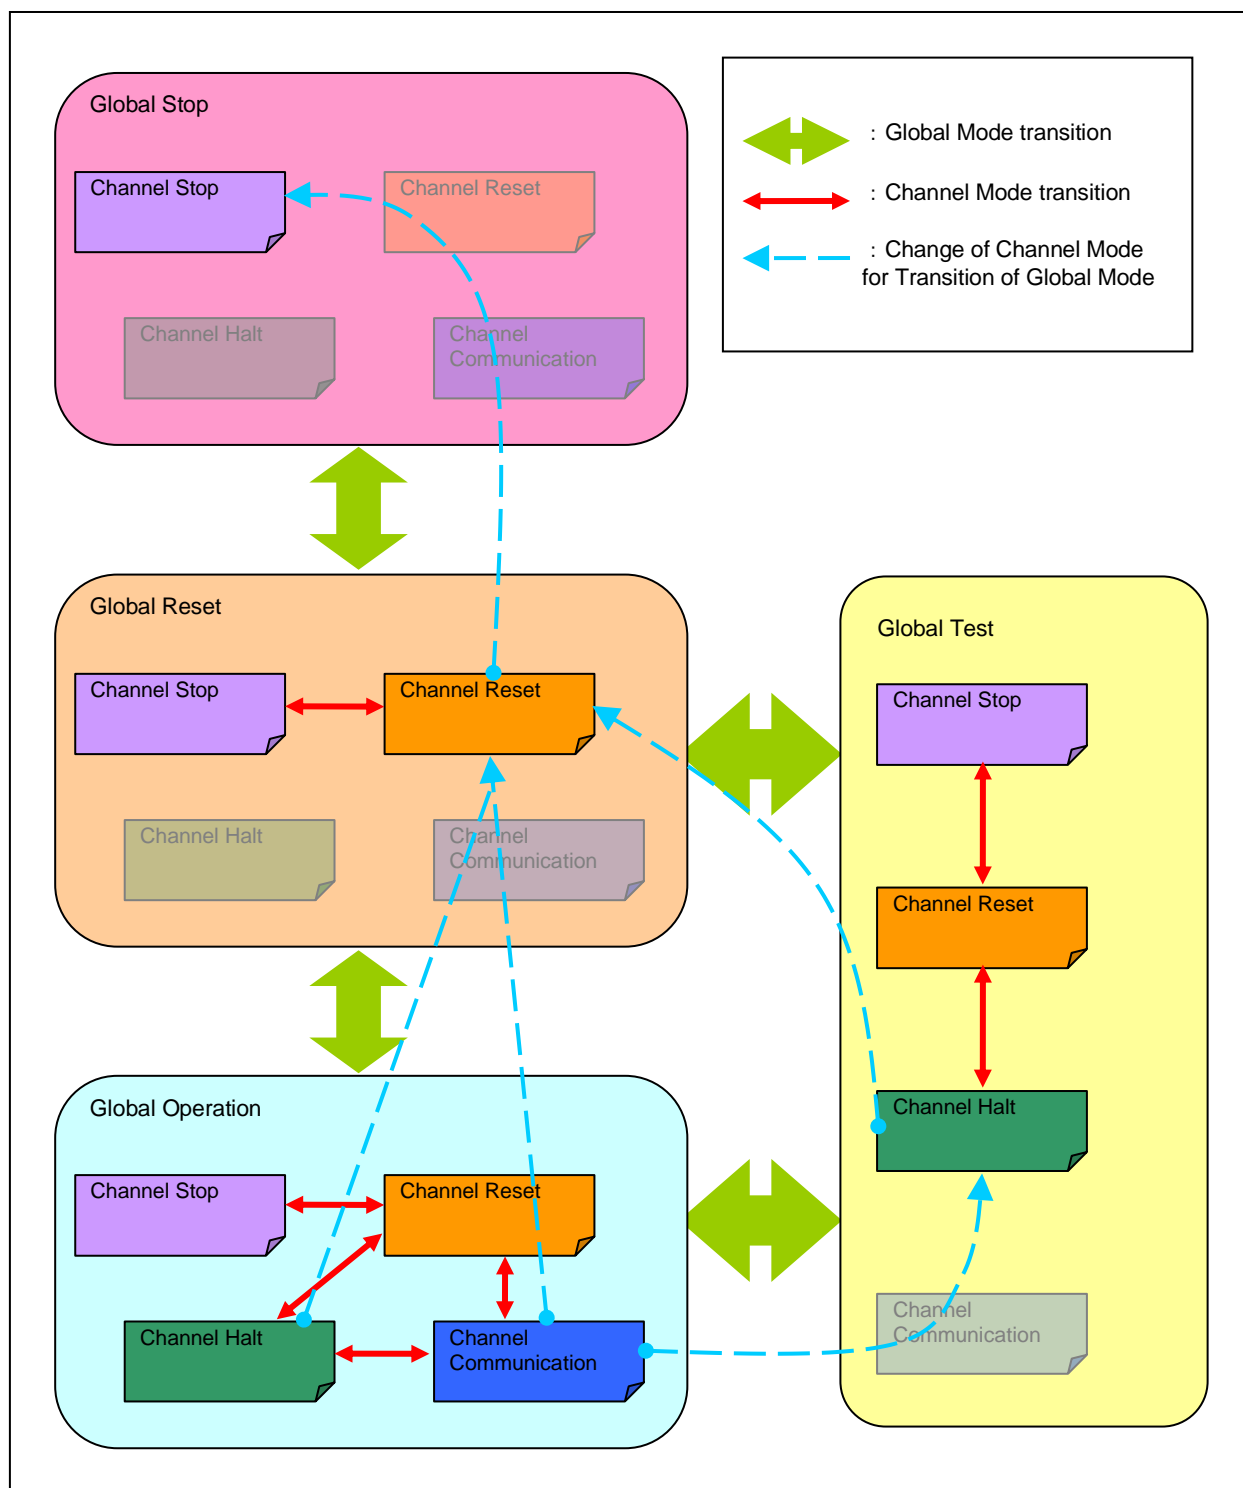 Global Stop
Channel Stop
Channel Reset
Channel Halt
Channel
Communication
: Global Mode transition
: Channel Mode transition
: Change of Channel Mode
for Transition of Global Mode
Global Reset
Channel Stop
Channel Reset
Channel Halt
Channel
Communication
Global Test
Channel Stop
Channel Reset
Channel Halt
Channel
Communication
Global Operation
Channel Stop
Channel Reset
Channel Halt
Channel
Communication